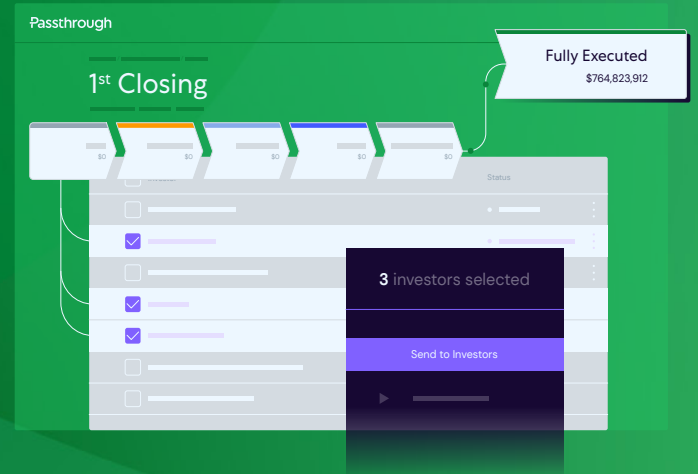 Passthrough
Fully Executed
$764,823,912
1st Closing
$0
$0
$0
$0
$0
Status
3 investors selected
Send to Investors